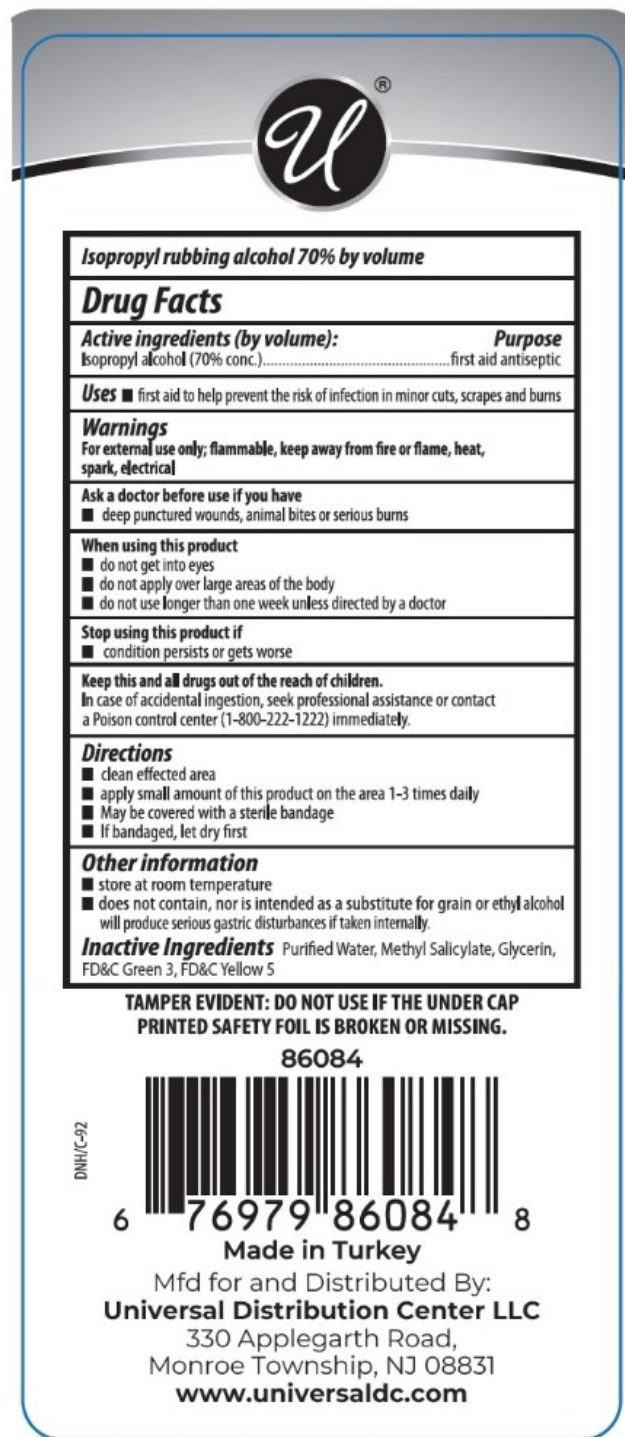 U®
Isopropyl rubbing alcohol 70% by volume
Drug Facts
Active ingredients (by volume): Purpose
Isopropyl alcohol (70% conc.)................................................first aid antiseptic
Uses ■ first aid to help prevent the risk of infection in minor cuts, scrapes and burns
Warnings
For external use only; flammable, keep away from fire or flame, heat,
spark, electrical
Ask a doctor before use if you have
■ deep punctured wounds, animal bites or serious burns
When using this product
■ do not get into eyes
■ do not apply over large areas of the body
■ do not use longer than one week unless directed by a doctor
Stop using this product if
■ condition persists or gets worse
Keep this and all drugs out of the reach of children.
In case of accidental ingestion, seek professional assistance or contact
a Poison control center (1-800-222-1222) immediately.
Directions
■ clean effected area
■ apply small amount of this product on the area 1-3 times daily
■ May be covered with a sterile bandage
■ If bandaged, let dry first
Other information
■ store at room temperature
■ does not contain, nor is intended as a substitute for grain or ethyl alcohol
will produce serious gastric disturbances if taken internally.
Inactive Ingredients Purified Water, Methyl Salicylate, Glycerin,
FD&C Green 3, FD&C Yellow 5
TAMPER EVIDENT: DO NOT USE IF THE UNDER CAP
PRINTED SAFETY FOIL IS BROKEN OR MISSING.
86084
DNH/C-92
6 76979 86084 8
Made in Turkey
Mfd for and Distributed By:
Universal Distribution Center LLC
330 Applegarth Road,
Monroe Township, NJ 08831
www.universaldc.com